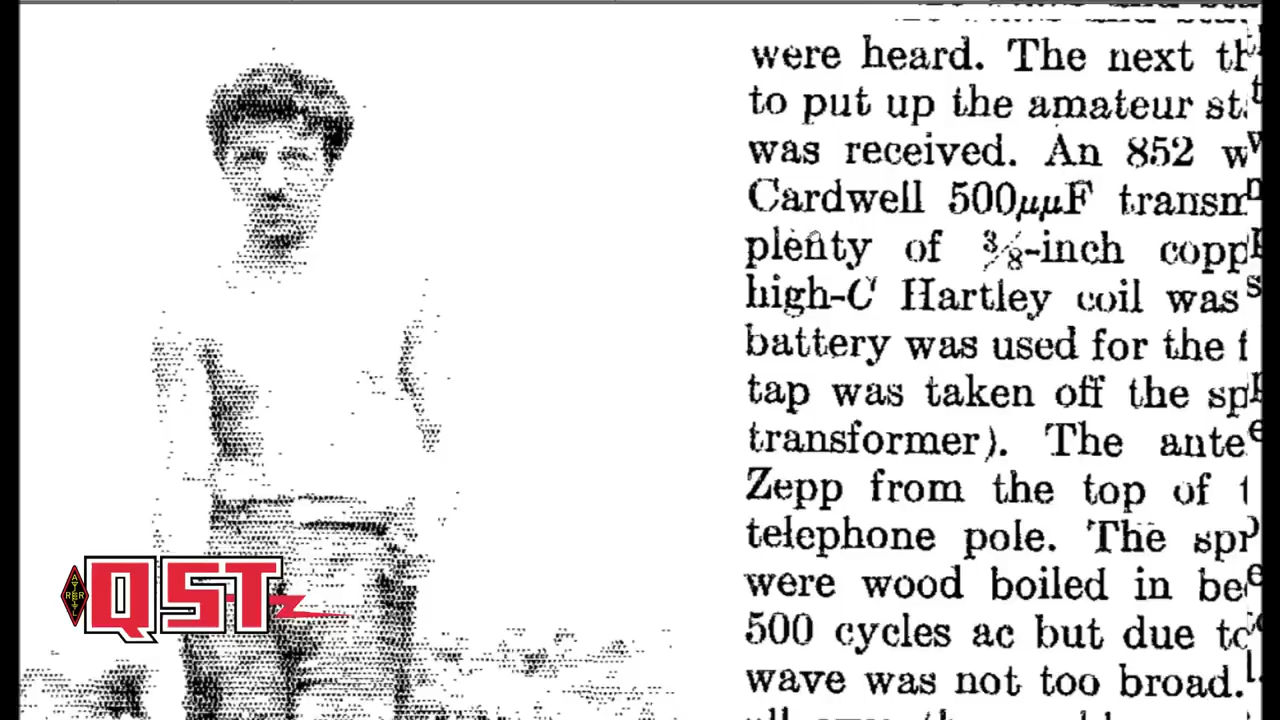 were heard. The next
to put up the amateur
was received. An 852
Cardwell 500μμF
plenty of 3/8-inch
high-C Hartley coil was
battery was used for the
tap was taken off the
transformer). The
Zepp from the top of
telephone pole. The
were wood boiled in
500 cycles ac but due
wave was not too broad.
QST
ARRL